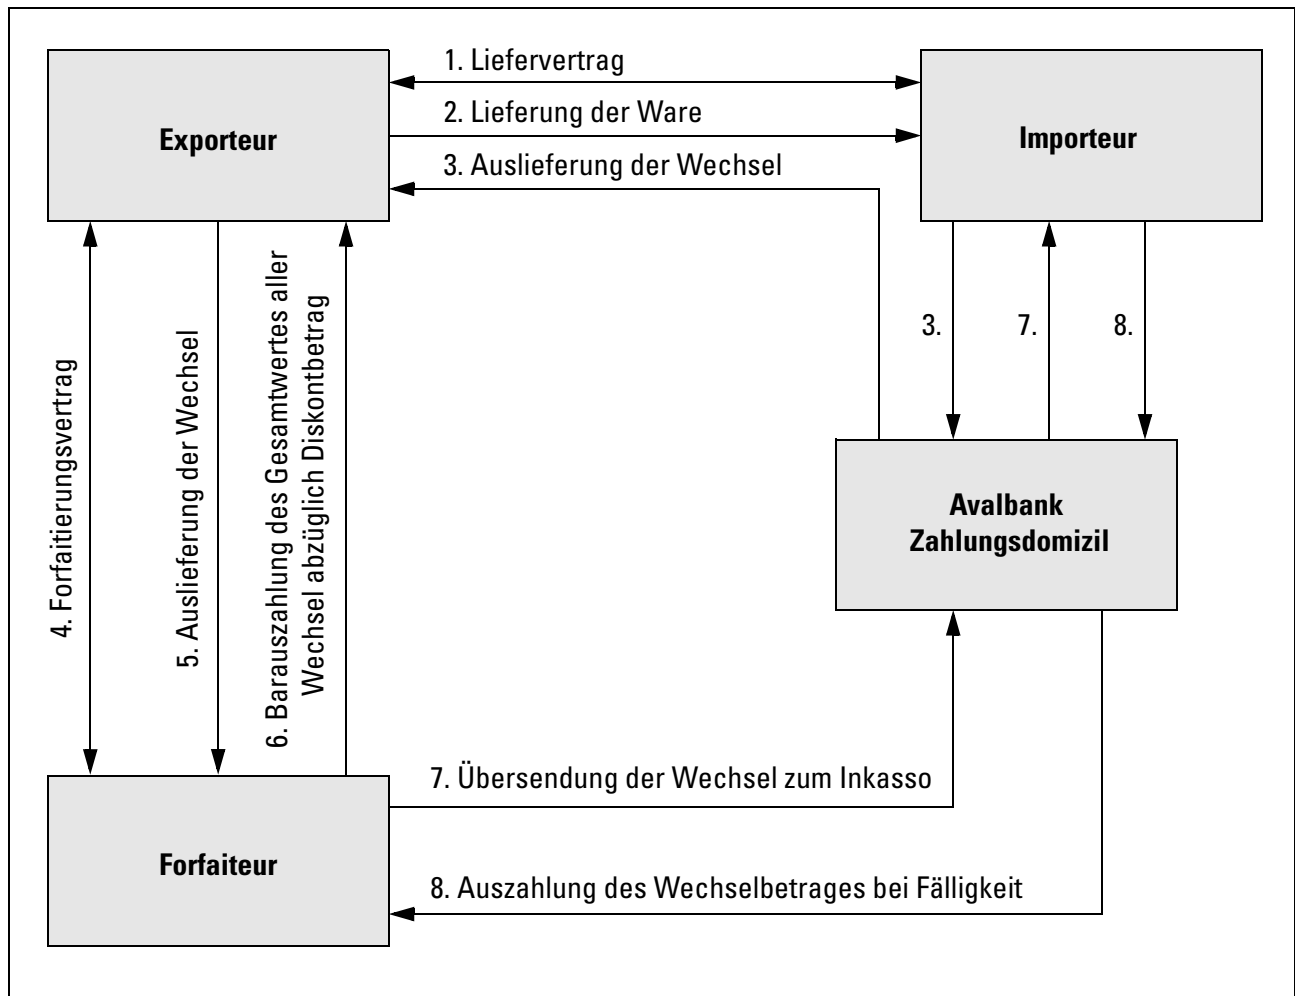 1. Liefervertrag
2. Lieferung der Ware
3. Auslieferung der Wechsel
Exporteur
Importeur
3.
7.
8.
4. Forfaitierungsvertrag
5. Auslieferung der Wechsel
6. Barauszahlung des Gesamtwertes aller
Wechsel abzüglich Diskontbetrag
Avalbank
Zahlungsdomizil
7. Übersendung der Wechsel zum Inkasso
Forfaiteur
8. Auszahlung des Wechselbetrages bei Fälligkeit